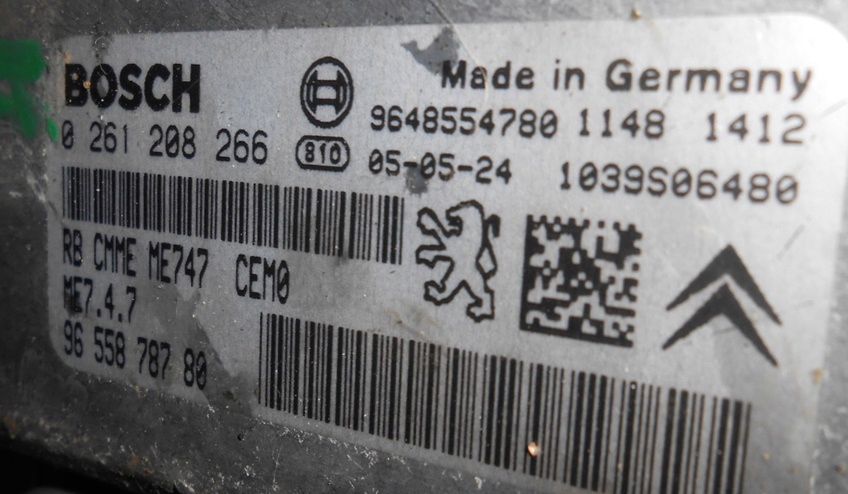 BOSCH
Made in Germany
0 261 208 266
810
9648554780 1148 1412
05-05-24 1039S06480
RB CMME ME747 CEM0
ME7.4.7
96 558 787 80